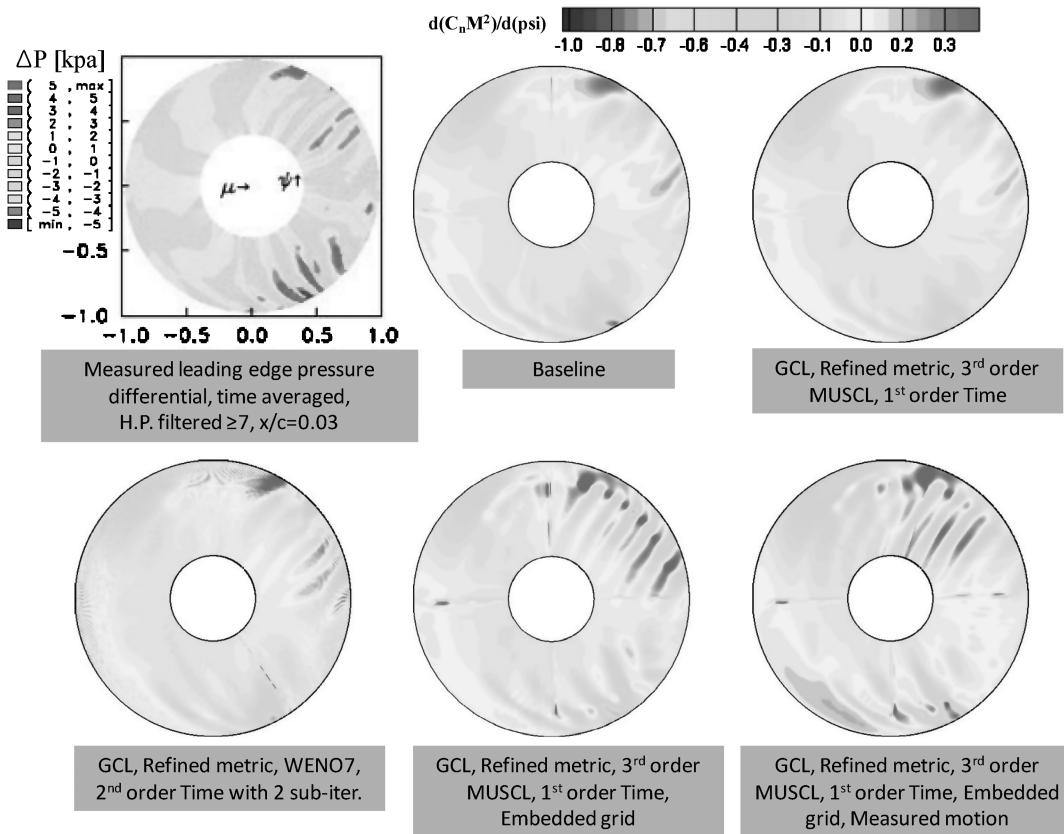 d(CnM²)/d(psi)
-1.0 -0.8 -0.7 -0.6 -0.4 -0.3 -0.1 0.0 0.1 0.3
ΔP [kpa]
( 5 , max )
( 4 , 5 )
( 3 , 4 )
( 2 , 3 )
( 1 , 2 )
( 0 , 1 )
( -1 , 0 )
( -2 , -1 )
( -3 , -2 )
( -4 , -3 )
( -5 , -4 )
[ min , -5 )
μ→ ψ↑
-0.5
-1.0
-1.0 -0.5 0.0 0.5 1.0
Measured leading edge pressure
differential, time averaged,
H.P. filtered ≥7, x/c=0.03
Baseline
GCL, Refined metric, 3rd order
MUSCL, 1st order Time
GCL, Refined metric, WENO7,
2nd order Time with 2 sub-iter.
GCL, Refined metric, 3rd order
MUSCL, 1st order Time,
Embedded grid
GCL, Refined metric, 3rd order
MUSCL, 1st order Time, Embedded
grid, Measured motion